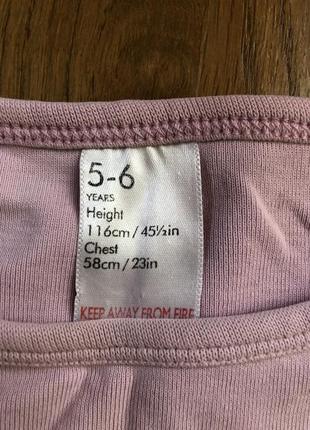 5-6
YEARS
Height
116cm/45½in
Chest
58cm/23in
KEEP AWAY FROM FIRE